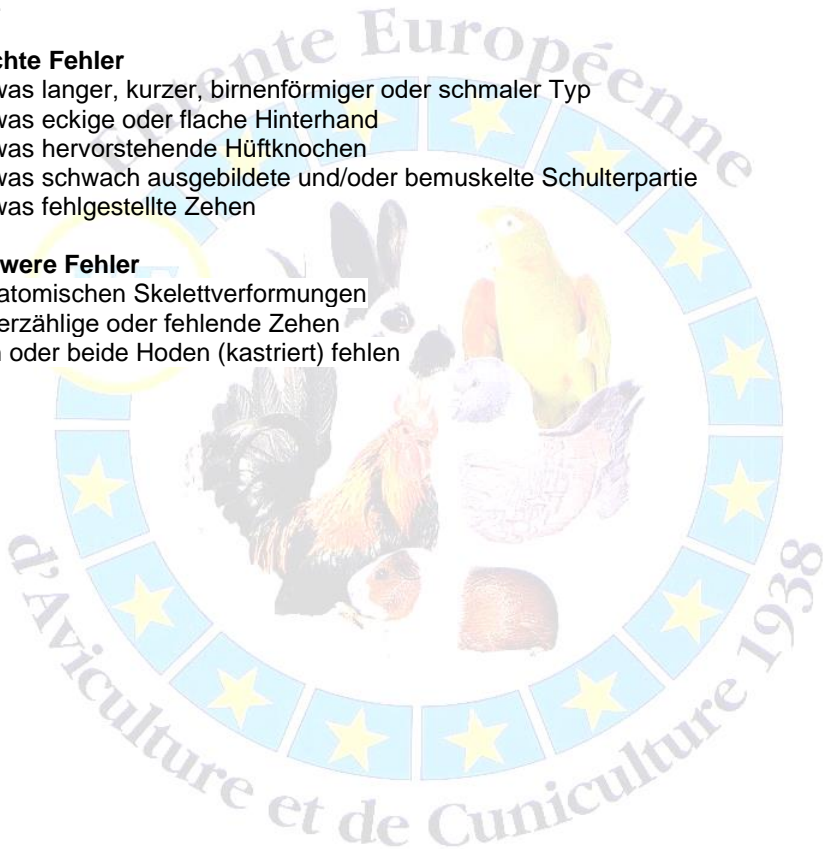 chte Fehler
was langer, kurzer, birnenförmiger oder schmaler Typ
was eckige oder flache Hinterhand
was hervorstehende Hüftknochen
was schwach ausgebildete und/oder bemuskelte Schulterpartie
was fehlgestellte Zehen
were Fehler
atomischen Skelettverformungen
erzählige oder fehlende Zehen
oder beide Hoden (kastriert) fehlen
Entente Européenne
d'Aviculture et de Cuniculture 1938